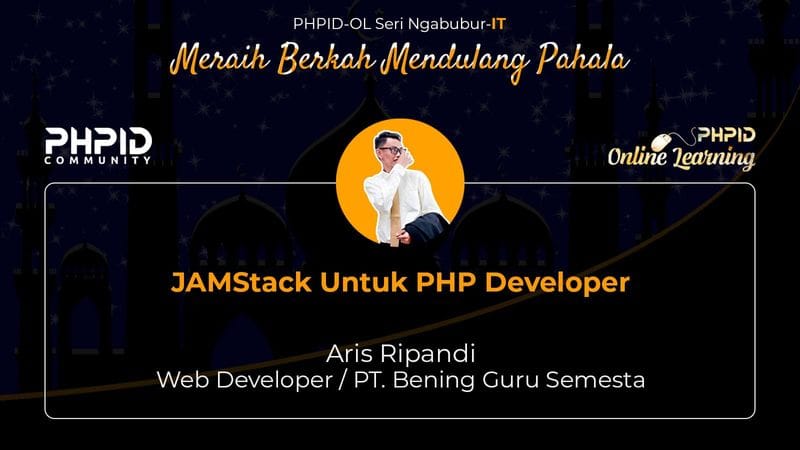 PHPID-OL Seri Ngabubur-IT
Meraih Berkah Mendulang Pahala
PHPID
COMMUNITY
PHPID
Online Learning
JAMStack Untuk PHP Developer
Aris Ripandi
Web Developer / PT. Bening Guru Semesta